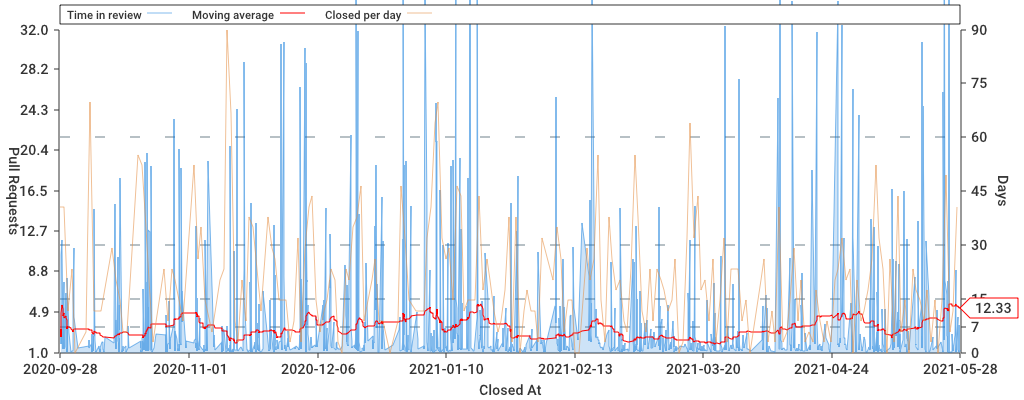 Time in review Moving average Closed per day
32.0 90
28.2 75
24.3
60
20.4
16.5 45
12.7
30
8.8
15
4.9 12.33
7
1.0 0
Pull Requests
Days
2020-09-28 2020-11-01 2020-12-06 2021-01-10 2021-02-13 2021-03-20 2021-04-24 2021-05-28
Closed At